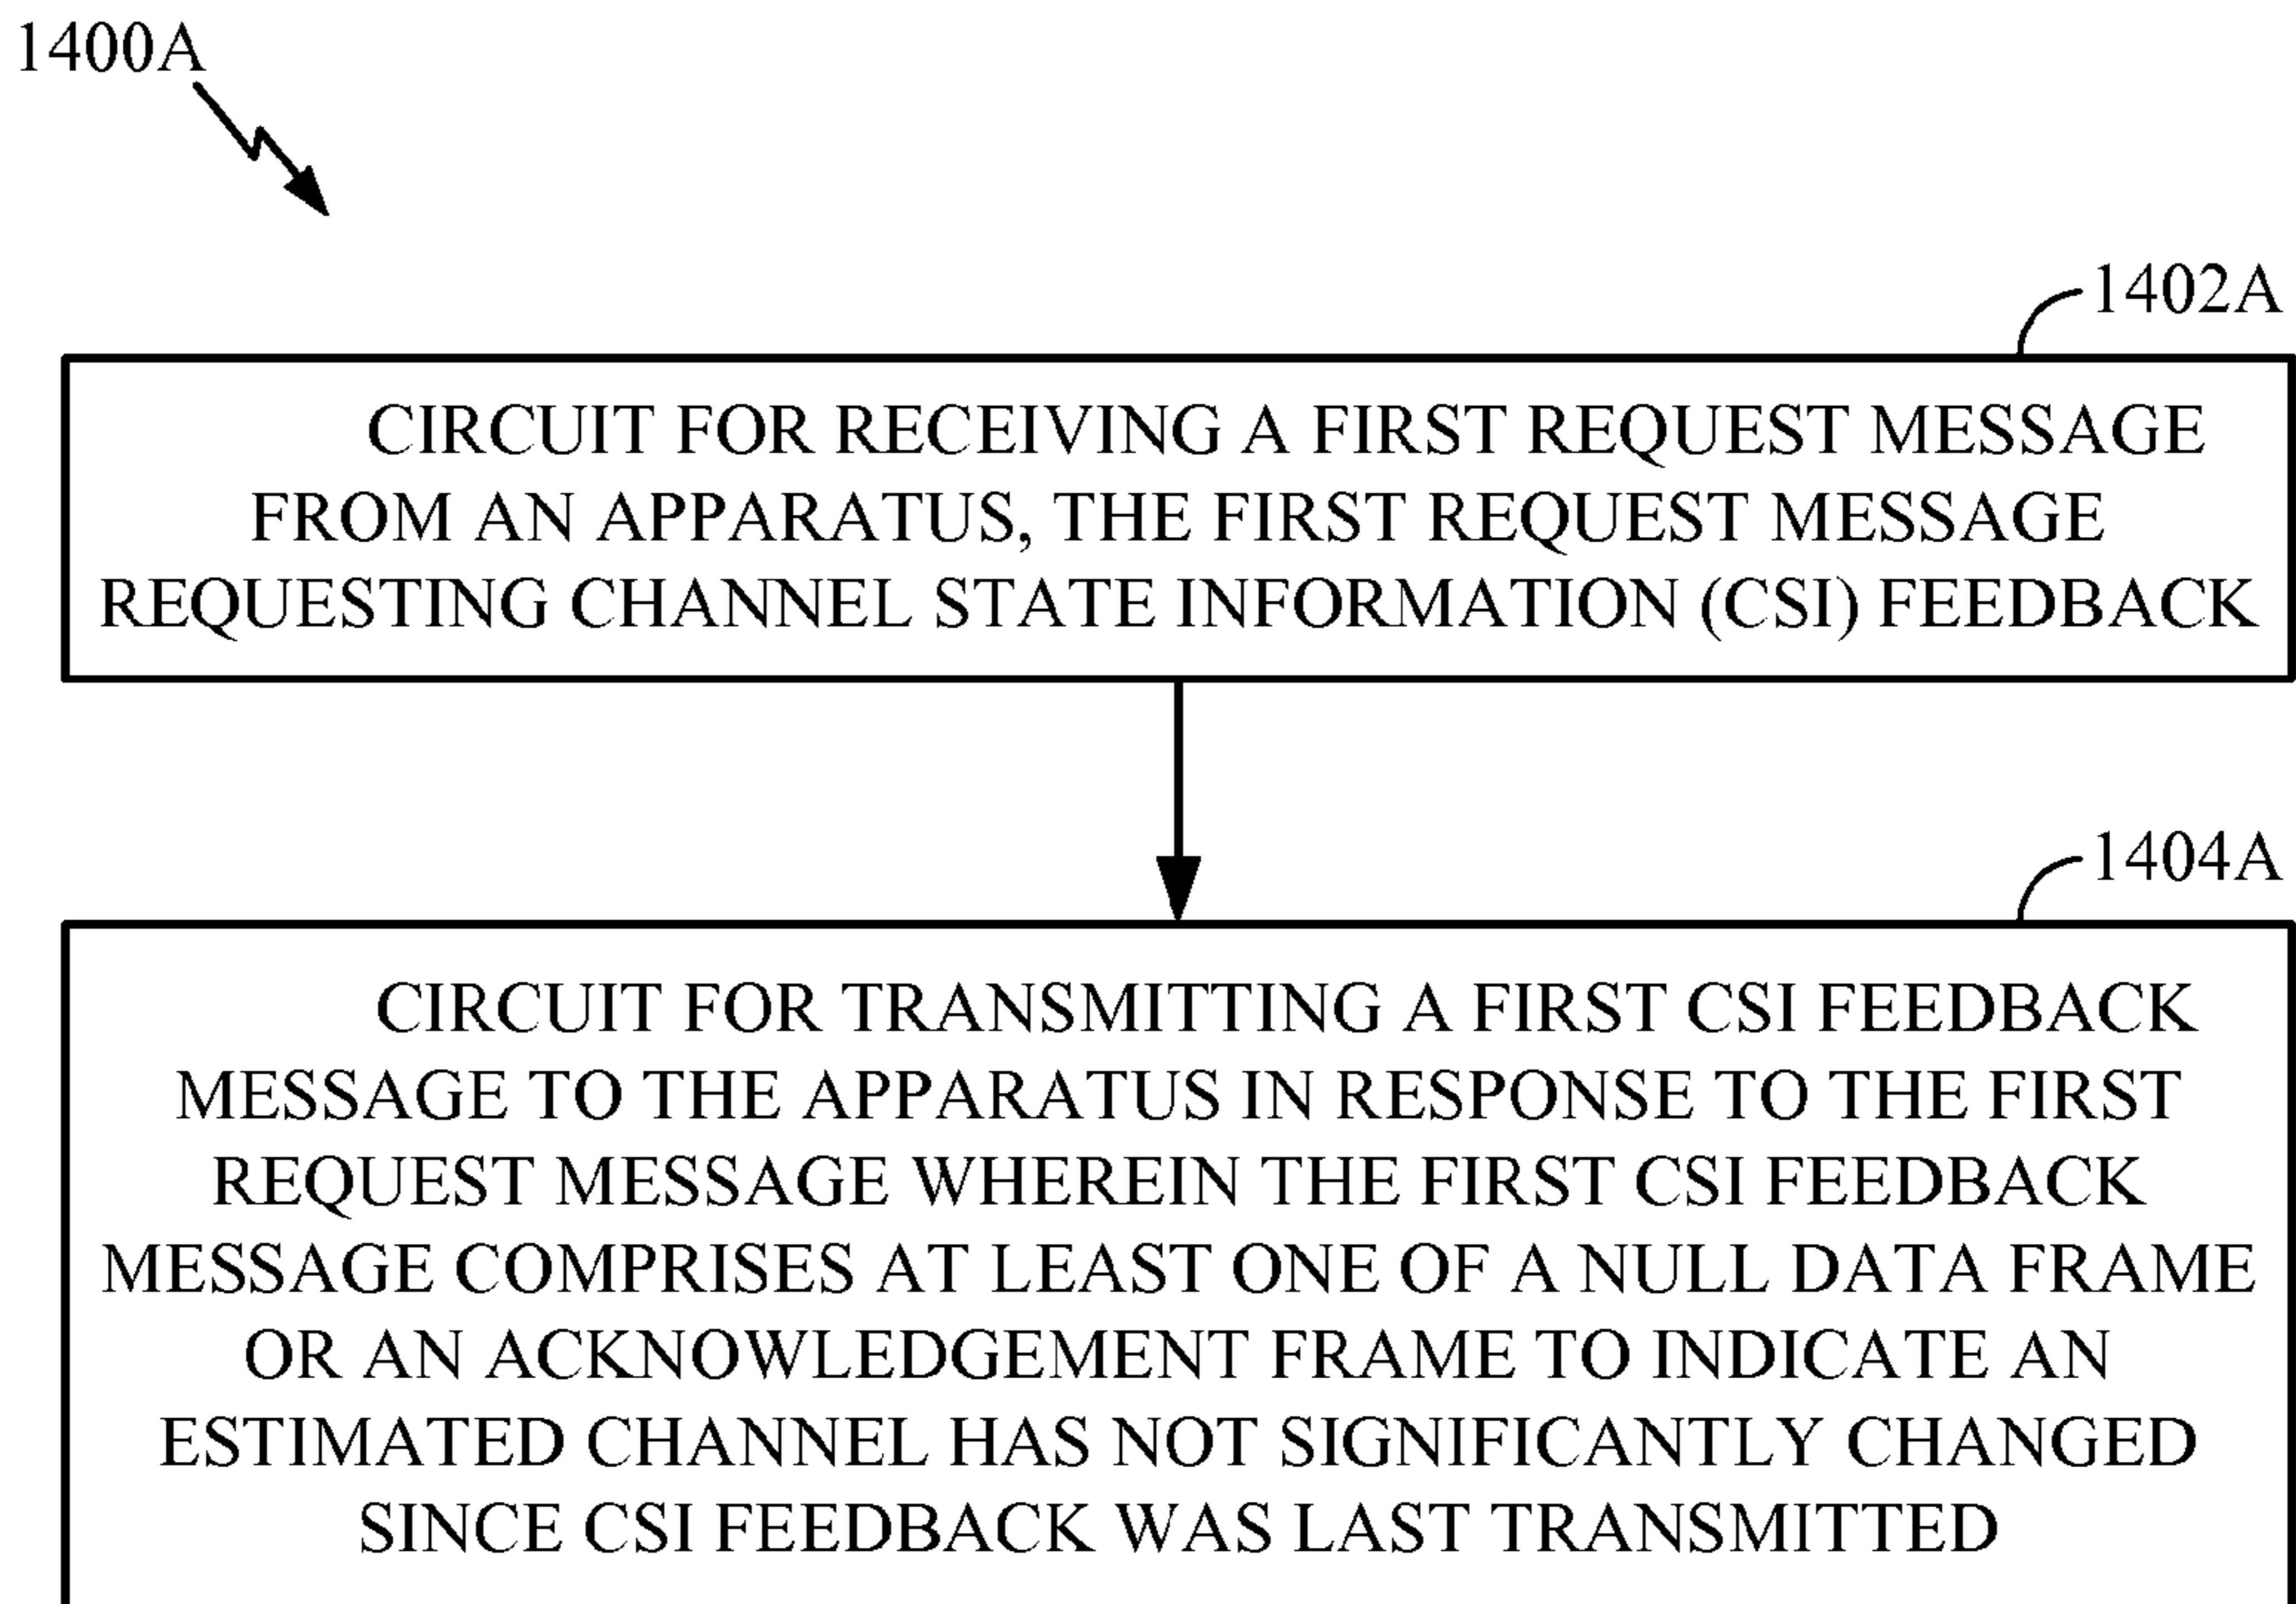 1400A
1402A
CIRCUIT FOR RECEIVING A FIRST REQUEST MESSAGE
FROM AN APPARATUS, THE FIRST REQUEST MESSAGE
REQUESTING CHANNEL STATE INFORMATION (CSI) FEEDBACK
1404A
CIRCUIT FOR TRANSMITTING A FIRST CSI FEEDBACK
MESSAGE TO THE APPARATUS IN RESPONSE TO THE FIRST
REQUEST MESSAGE WHEREIN THE FIRST CSI FEEDBACK
MESSAGE COMPRISES AT LEAST ONE OF A NULL DATA FRAME
OR AN ACKNOWLEDGEMENT FRAME TO INDICATE AN
ESTIMATED CHANNEL HAS NOT SIGNIFICANTLY CHANGED
SINCE CSI FEEDBACK WAS LAST TRANSMITTED